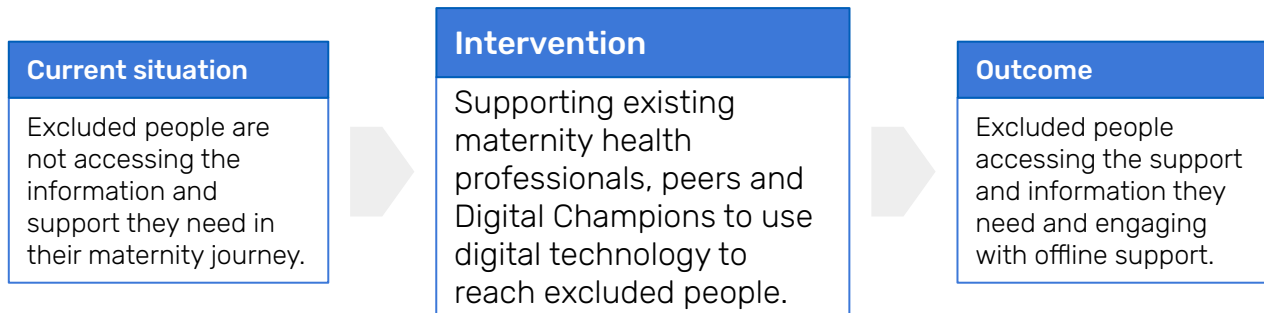 Current situation
Excluded people are
not accessing the
information and
support they need in
their maternity journey.
Intervention
Supporting existing
maternity health
professionals, peers and
Digital Champions to use
digital technology to
reach excluded people.
Outcome
Excluded people
accessing the support
and information they
need and engaging
with offline support.